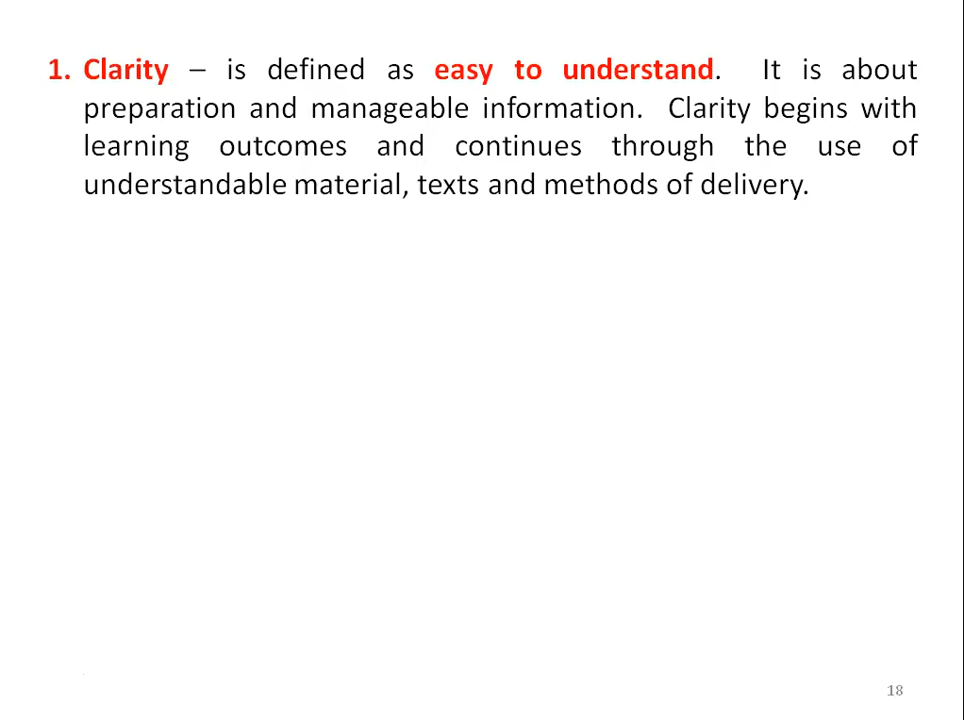 1. Clarity – is defined as easy to understand. It is about
preparation and manageable information. Clarity begins with
learning outcomes and continues through the use of
understandable material, texts and methods of delivery.
18